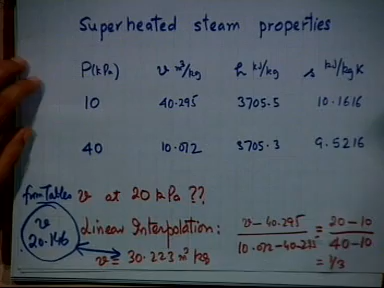 Superheated steam properties
P(kPa) v m³/kg h kJ/kg s kJ/kg K
10 40.295 3705.5 10.1616
40 10.072 3705.3 9.5216
from Tables v at 20 kPa ??
v
20.146
Linear Interpolation: v-40.295 / 10.072-40.295 = 20-10 / 40-10
= 1/3
v = 30.223 m³/kg